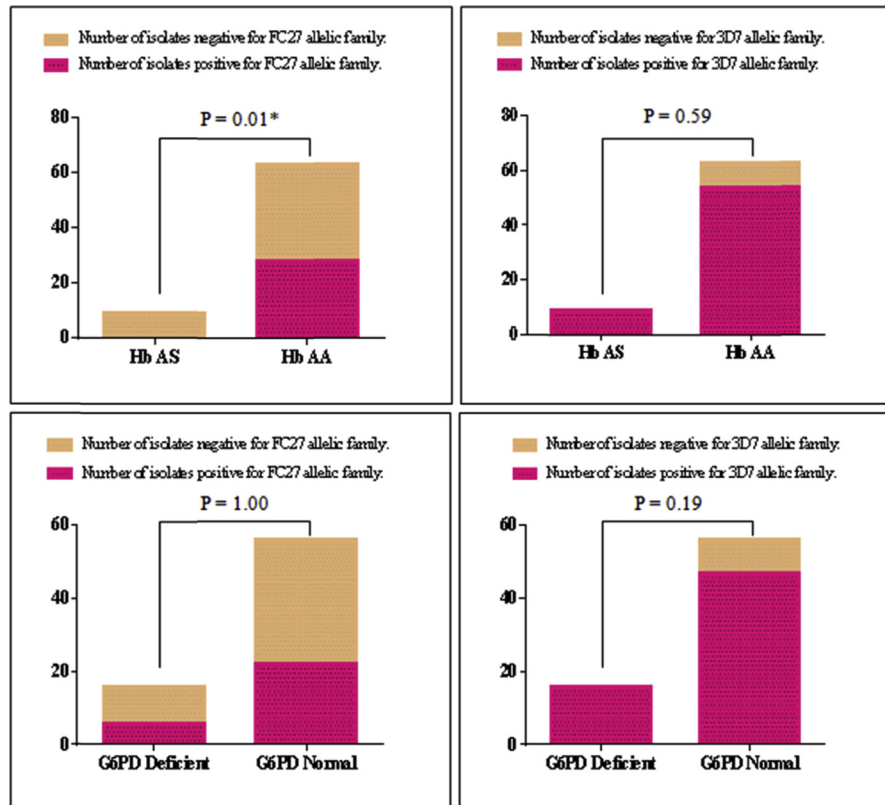 Number of isolates negative for FC27 allelic family.
Number of isolates positive for FC27 allelic family.
P = 0.01*
80
60
40
20
0
Hb AS
Hb AA
Number of isolates negative for 3D7 allelic family.
Number of isolates positive for 3D7 allelic family.
P = 0.59
80
60
40
20
0
Hb AS
Hb AA
Number of isolates negative for FC27 allelic family.
Number of isolates positive for FC27 allelic family.
P = 1.00
60
40
20
0
G6PD Deficient
G6PD Normal
Number of isolates negative for 3D7 allelic family.
Number of isolates positive for 3D7 allelic family.
P = 0.19
60
40
20
0
G6PD Deficient
G6PD Normal